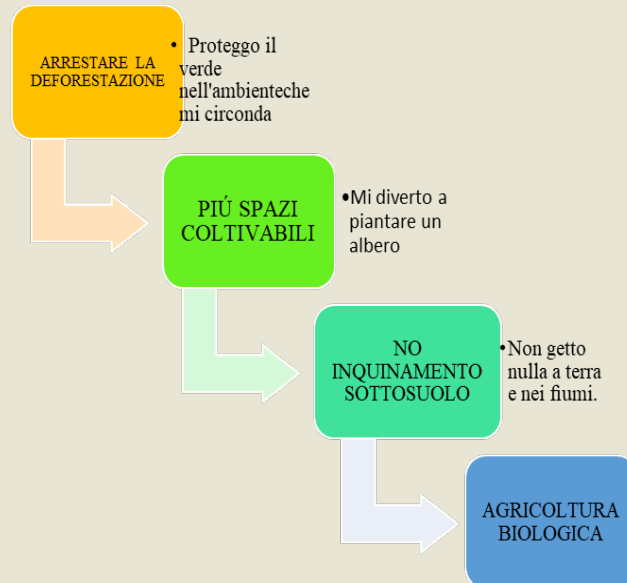 ARRESTARE LA
DEFORESTAZIONE
• Proteggo il
verde
nell'ambienteche
mi circonda
PIÚ SPAZI
COLTIVABILI
•Mi diverto a
piantare un
albero
NO
INQUINAMENTO
SOTTOSUOLO
•Non getto
nulla a terra
e nei fiumi.
AGRICOLTURA
BIOLOGICA